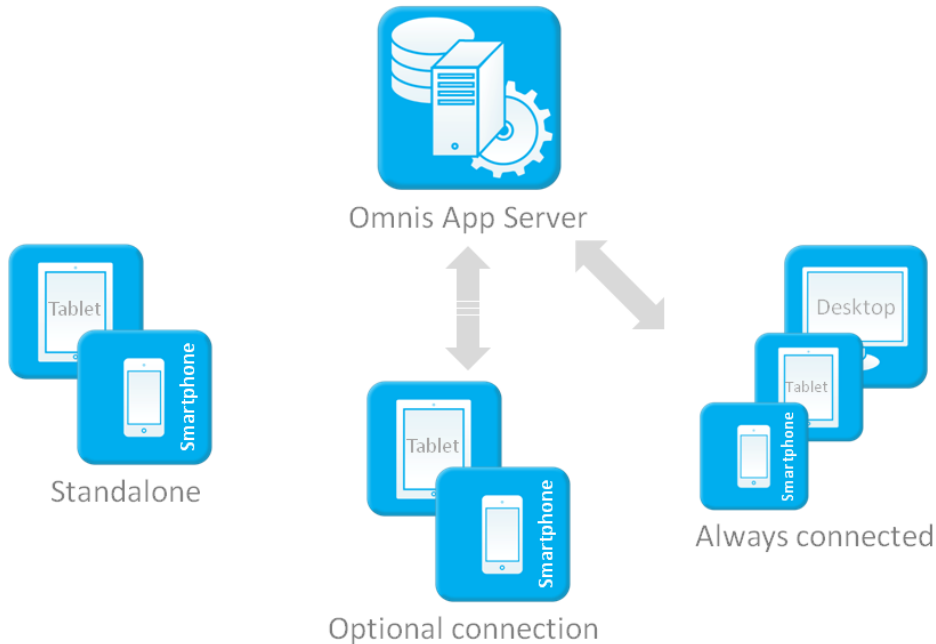 Omnis App Server
Tablet
Smartphone
Standalone
Tablet
Smartphone
Optional connection
Desktop
Tablet
Smartphone
Always connected